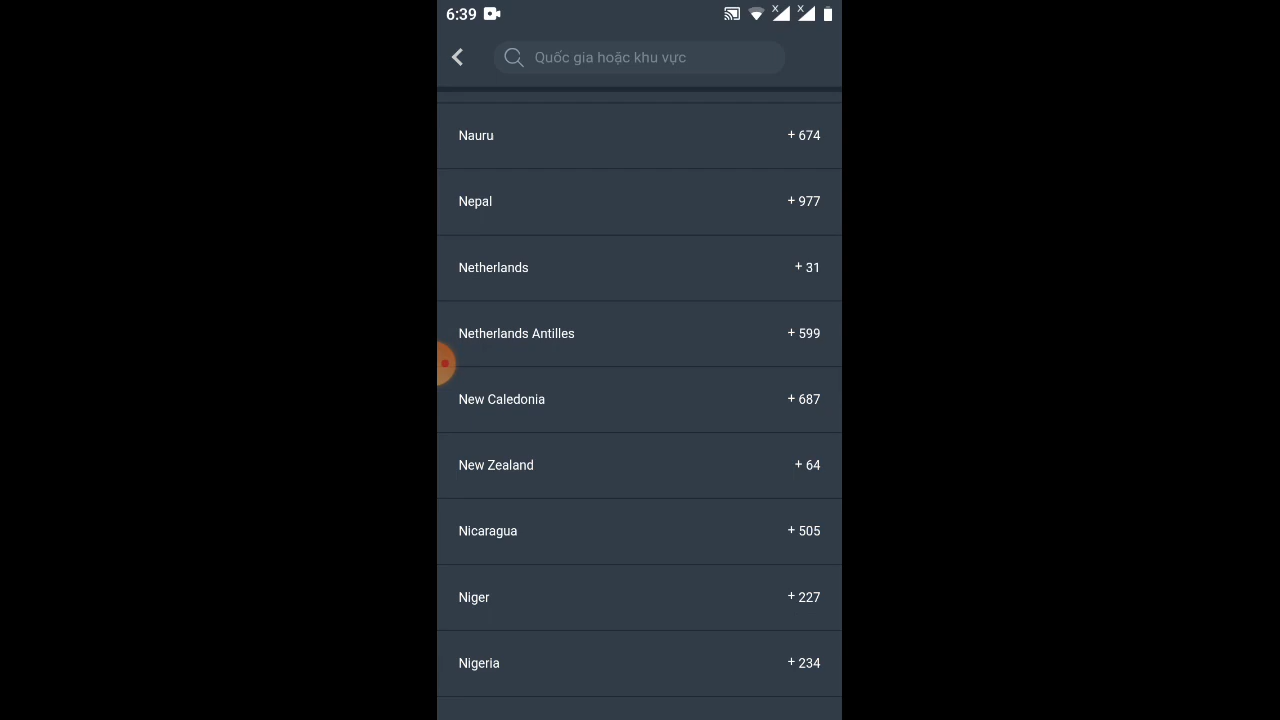 6:39
Quốc gia hoặc khu vực
Nauru + 674
Nepal + 977
Netherlands + 31
Netherlands Antilles + 599
New Caledonia + 687
New Zealand + 64
Nicaragua + 505
Niger + 227
Nigeria + 234